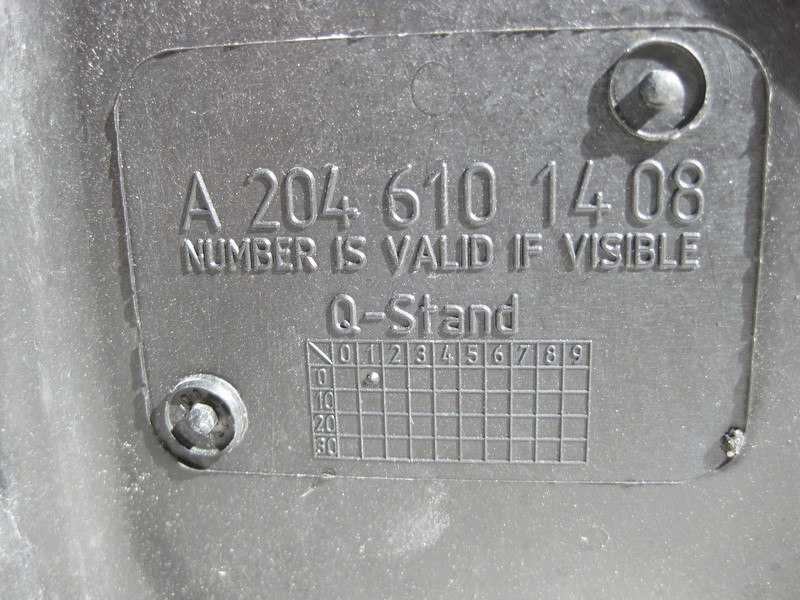 A 204 610 14 08
NUMBER IS VALID IF VISIBLE
Q-Stand
0 1 2 3 4 5 6 7 8 9
0
10
20
30